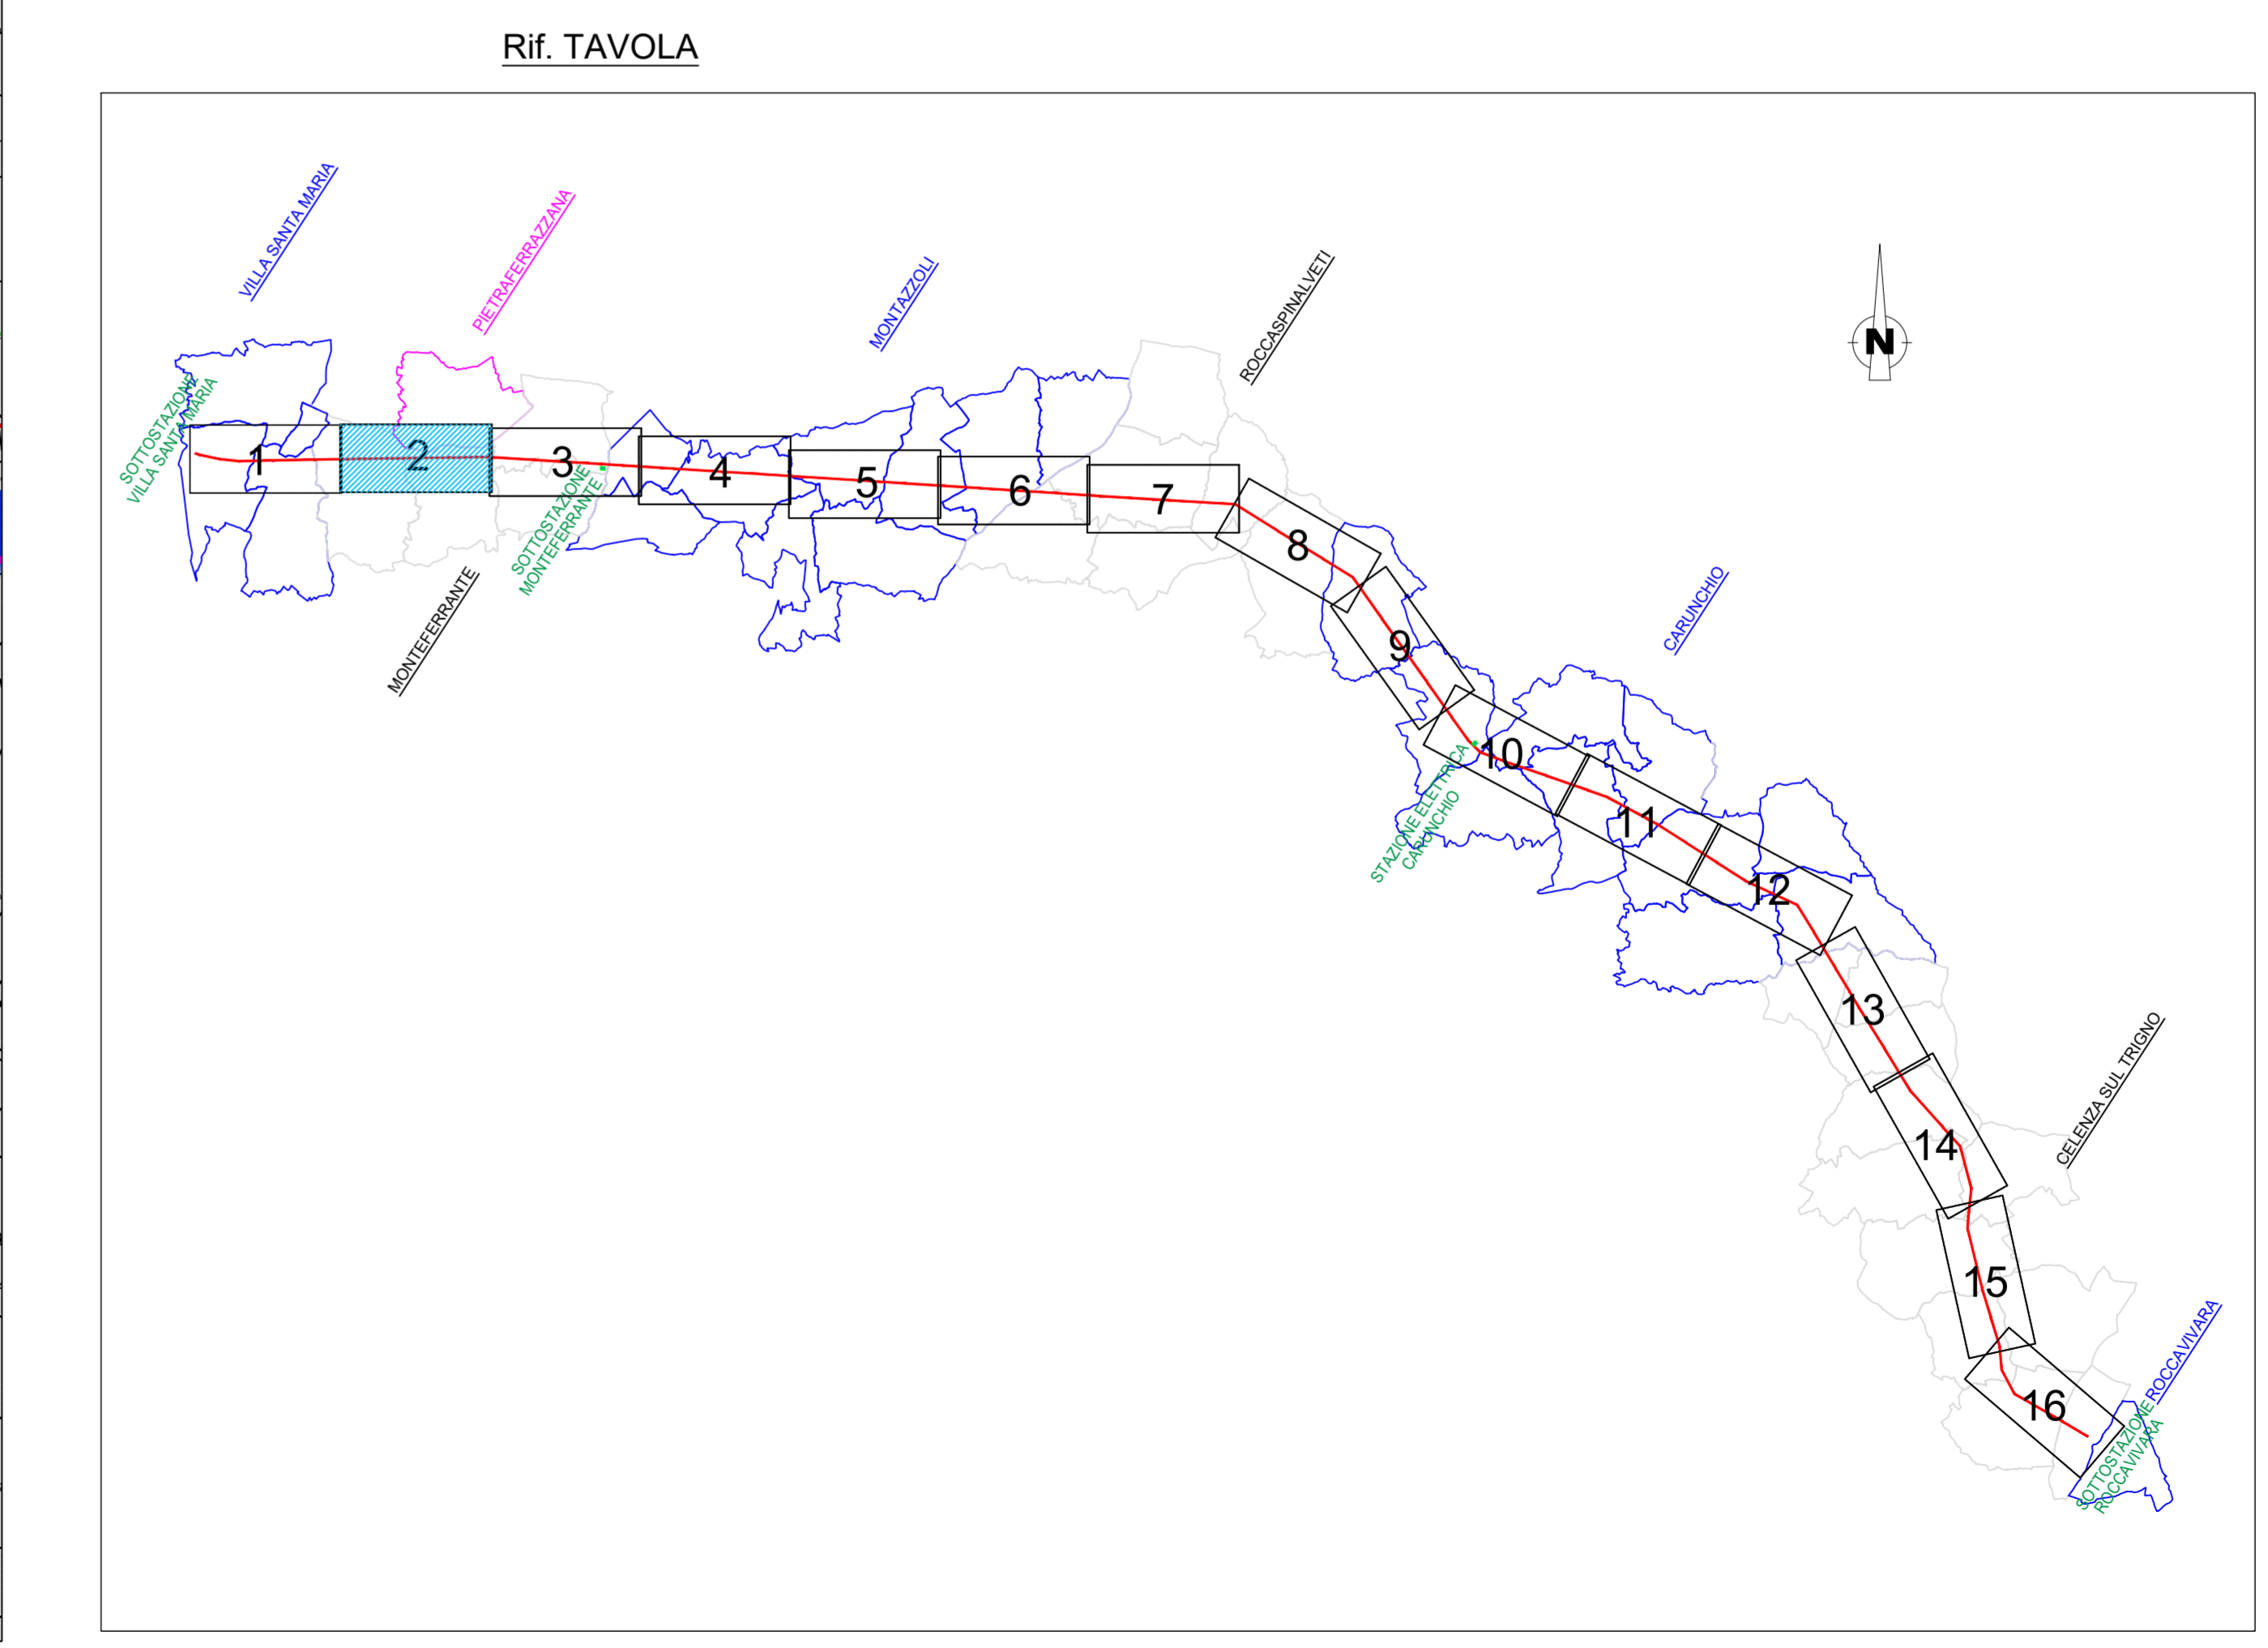 Rif. TAVOLA
VILLA SANTA MARIA
PIETRAFERRAZZANA
MONTAZZOLI
ROCCASPINALVETI
N
SOTTOSTAZIONE
VILLA SANTA MARIA
1
2
3
4
5
6
7
8
SOTTOSTAZIONE
MONTEFERRANTE
MONTEFERRANTE
9
CARUNCHIO
10
STAZIONE ELETTRICA
CARUNCHIO
11
12
13
CELENZA SUL TRIGNO
14
15
ROCCAVIVARA
16
SOTTOSTAZIONE
ROCCAVIVARA